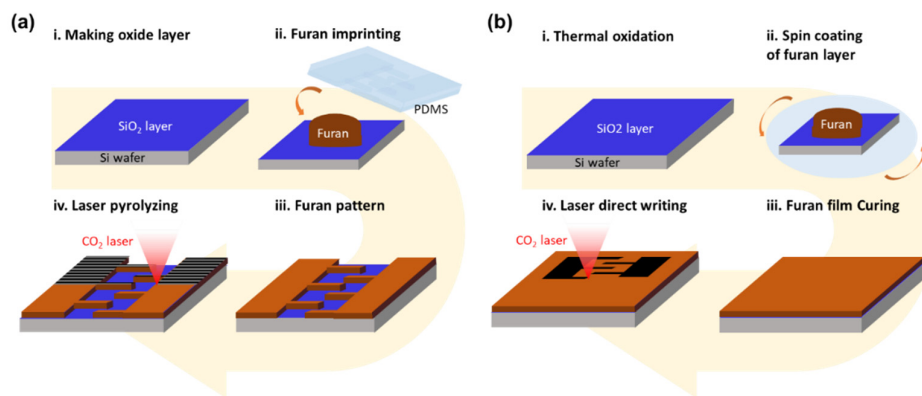 (a)
i. Making oxide layer
ii. Furan imprinting
PDMS
SiO₂ layer
Furan
Si wafer
iv. Laser pyrolyzing
iii. Furan pattern
CO₂ laser
(b)
i. Thermal oxidation
ii. Spin coating
of furan layer
SiO2 layer
Furan
Si wafer
iv. Laser direct writing
iii. Furan film Curing
CO₂ laser